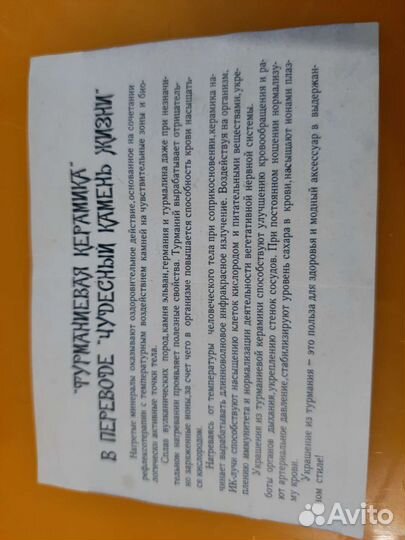 "ТУРМАНИЕВАЯ КЕРАМИКА"
В ПЕРЕВОДЕ "ЧУДЕСНЫЙ КАМЕНЬ ЖИЗНИ"
Нагретые минералы оказывают оздоровительное действие,основанное на сочетании
рефлексотерапии с температурным воздействием камней на чувствительные зоны и био-
логически активные точки тела.
Сплав вулканических пород,камня эльван,германия и турмалина даже при незначи-
тельном нагревании проявляет полезные свойства. Турманий вырабатывает отрицатель-
но заряженные ионы,за счет чего в организме повышается способность крови насыщать-
ся кислородом.
Нагреваясь от температуры человеческого тела при соприкосновении,керамика на-
чинает вырабатывать длинноволновое инфракрасное излучение. Воздействуя на организм,
ИК-лучи способствуют насыщению клеток кислородом и питательными веществами,укре-
плению иммунитета и нормализации деятельности вегетативной нервной системы.
Украшения из турманиевой керамики способствуют улучшению кровообращения и ра-
боты органов дыхания,укреплению стенок сосудов. При постоянном ношении нормализу-
ют артериальное давление,стабилизируют уровень сахара в крови,насыщают ионами плаз-
му крови.
Украшение из турмания – это польза для здоровья и модный аксессуар в выдержан-
ном стиле!
Avito